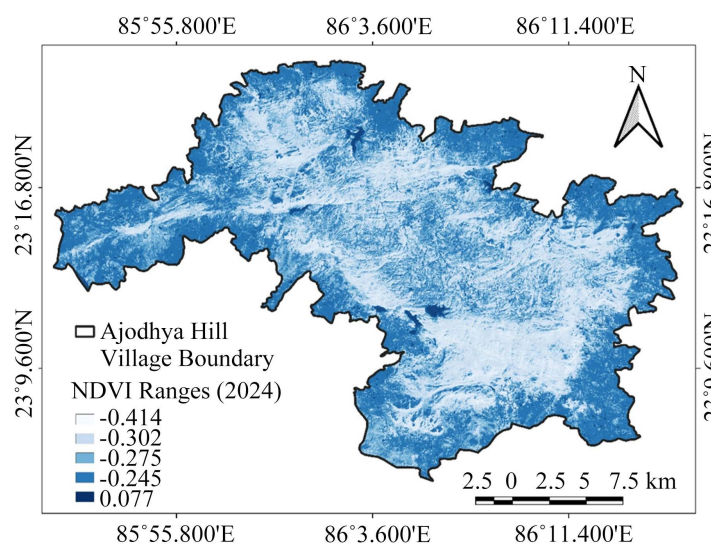 85˚55.800'E 86˚3.600'E 86˚11.400'E
N
23˚16.800'N 23˚16.800'N
Ajodhya Hill
Village Boundary
23˚9.600'N 23˚9.600'N
NDVI Ranges (2024)
-0.414
-0.302
-0.275
-0.245
0.077
2.5 0 2.5 5 7.5 km
85˚55.800'E 86˚3.600'E 86˚11.400'E